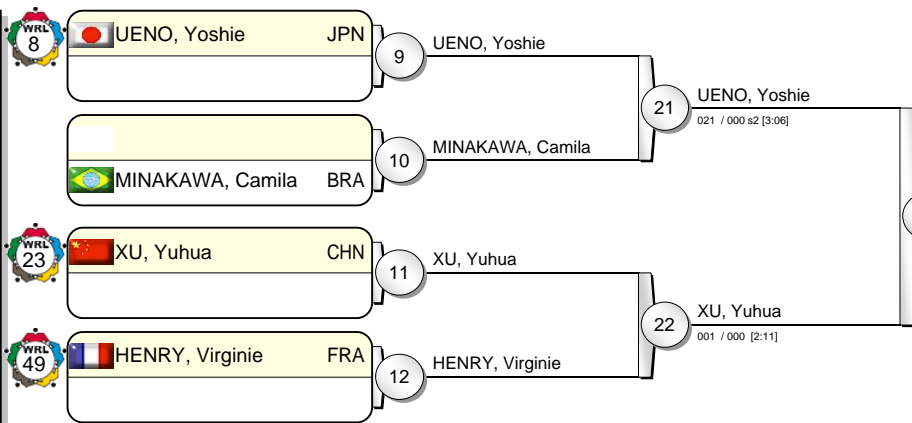 WRL 8 UENO, Yoshie JPN
9
UENO, Yoshie
10
MINAKAWA, Camila BRA
MINAKAWA, Camila
21
UENO, Yoshie
021 / 000 s2 [3:06]
WRL 23 XU, Yuhua CHN
11
XU, Yuhua
WRL 49 HENRY, Virginie FRA
12
HENRY, Virginie
22
XU, Yuhua
001 / 000 [2:11]